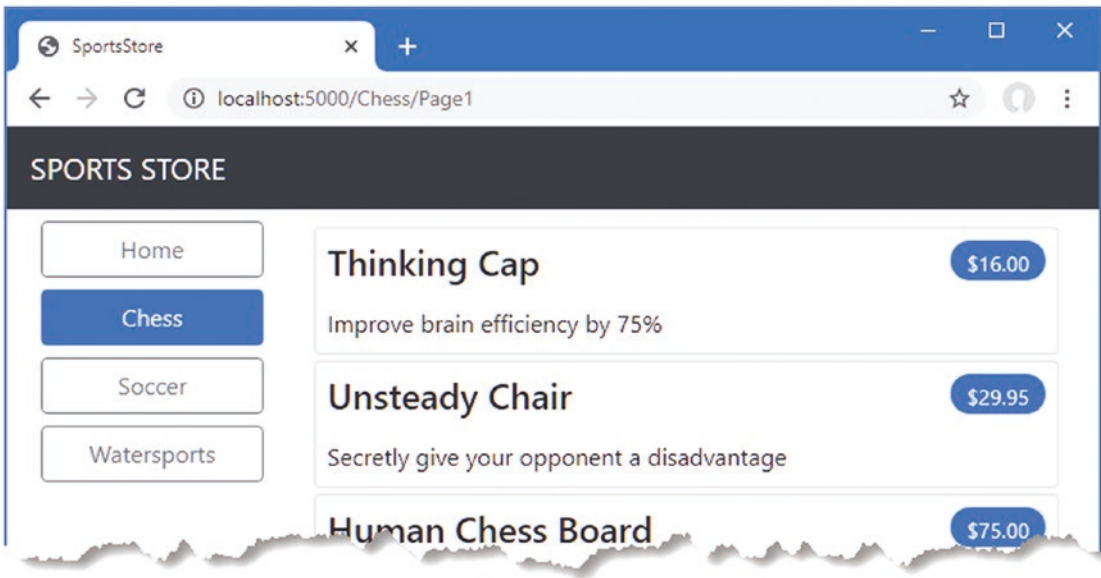 SportsStore
localhost:5000/Chess/Page1
SPORTS STORE
Home
Chess
Soccer
Watersports
Thinking Cap
$16.00
Improve brain efficiency by 75%
Unsteady Chair
$29.95
Secretly give your opponent a disadvantage
Human Chess Board
$75.00